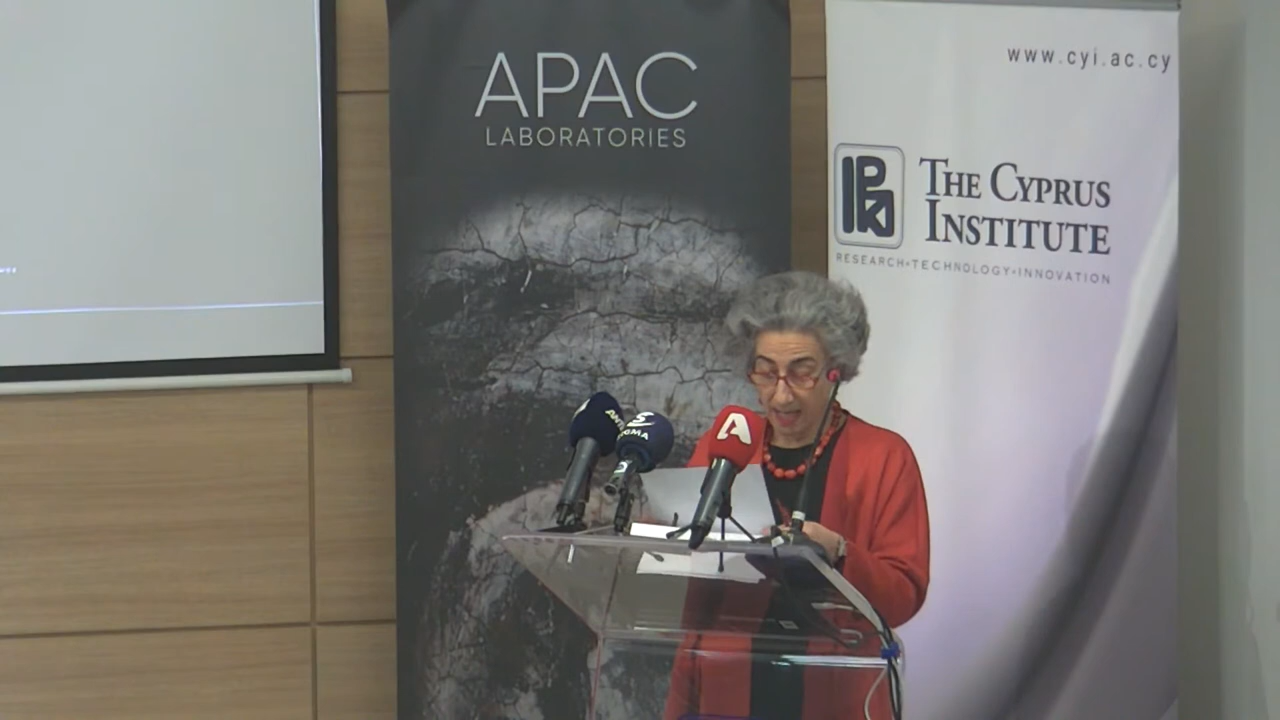 APAC
LABORATORIES
www.cyi.ac.cy
THE CYPRUS
INSTITUTE
RESEARCH•TECHNOLOGY•INNOVATION